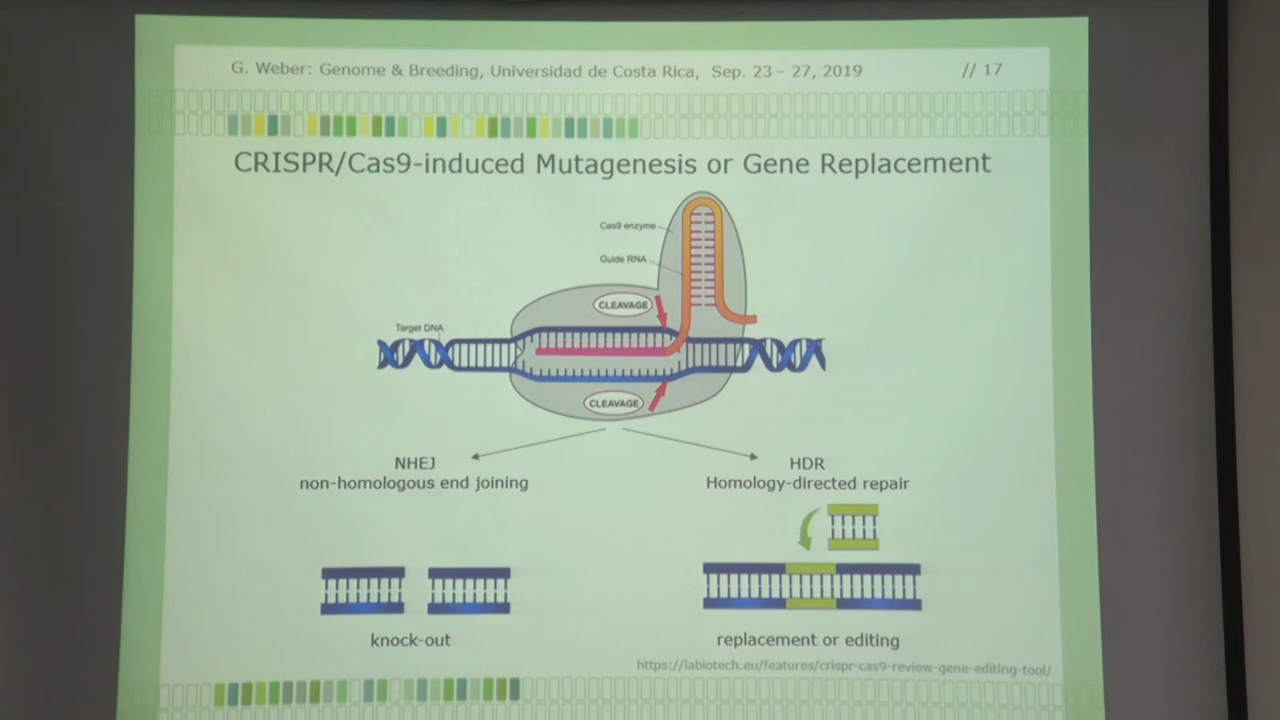 G. Weber: Genome & Breeding, Universidad de Costa Rica, Sep. 23 – 27, 2019 // 17
CRISPR/Cas9-induced Mutagenesis or Gene Replacement
Cas9 enzyme
Guide RNA
CLEAVAGE
Target DNA
CLEAVAGE
NHEJ
non-homologous end joining
HDR
Homology-directed repair
knock-out
replacement or editing
https://labiotech.eu/features/crispr-cas9-review-gene-editing-tool/